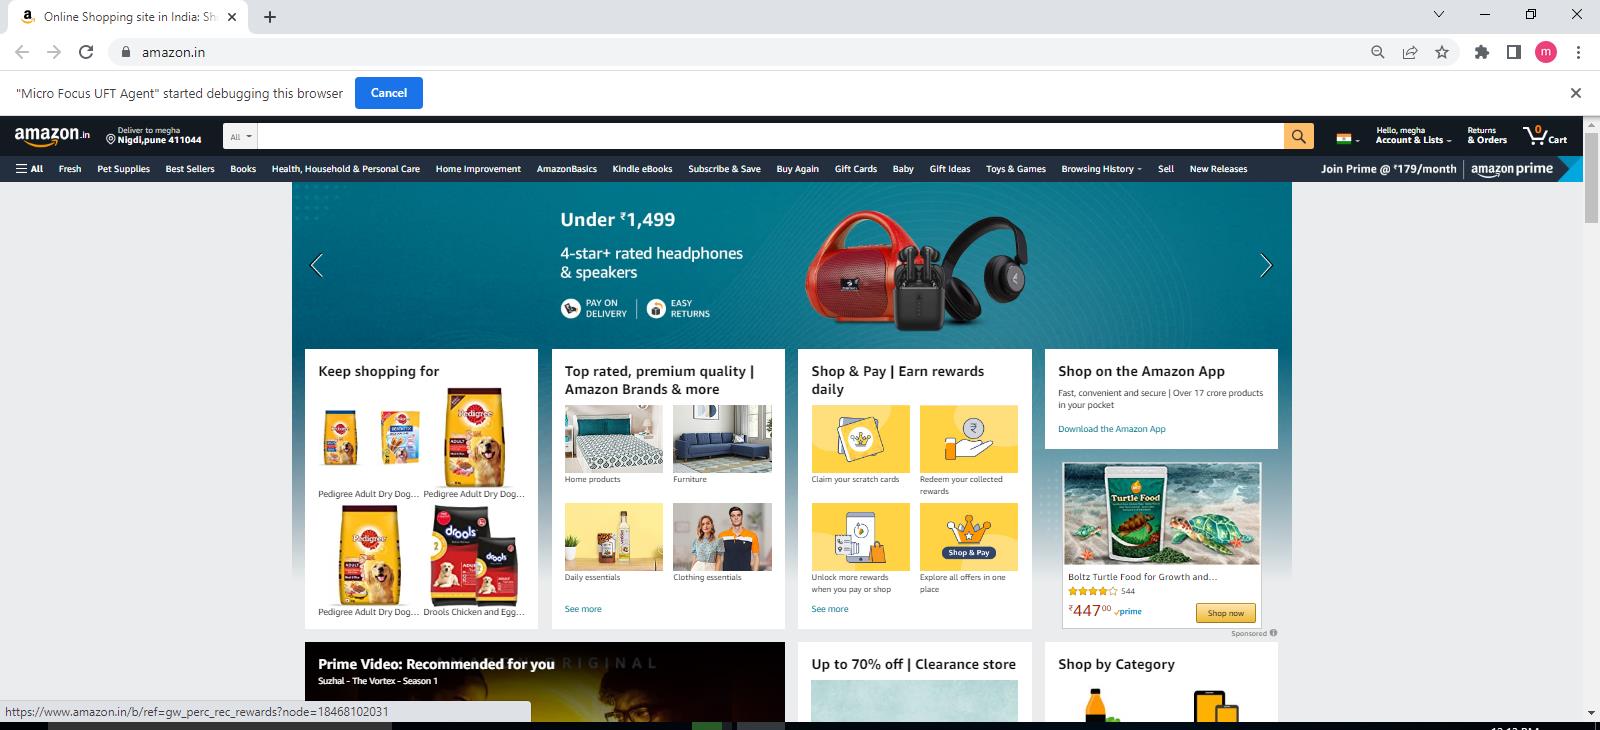 Online Shopping site in India: Sh
amazon.in
"Micro Focus UFT Agent" started debugging this browser
Cancel
m
amazon.in
Deliver to megha
Nigdi,pune 411044
All
Hello, megha
Account & Lists
Returns
& Orders
0
Cart
All
Fresh
Pet Supplies
Best Sellers
Books
Health, Household & Personal Care
Home Improvement
AmazonBasics
Kindle eBooks
Subscribe & Save
Buy Again
Gift Cards
Baby
Gift Ideas
Toys & Games
Browsing History
Sell
New Releases
Join Prime @ ₹179/month
amazon prime
Under ₹1,499
4-star+ rated headphones
& speakers
PAY ON
DELIVERY
EASY
RETURNS
Keep shopping for
Pedigree
ADULT
Pedigree Adult Dry Dog...
Pedigree Adult Dry Dog...
Pedigree
ADULT
drools
drools
Pedigree Adult Dry Dog...
Drools Chicken and Egg...
Top rated, premium quality |
Amazon Brands & more
Home products
Furniture
Daily essentials
Clothing essentials
See more
Shop & Pay | Earn rewards
daily
Claim your scratch cards
₹
Redeem your collected
rewards
Unlock more rewards
when you pay or shop
Shop & Pay
Explore all offers in one
place
See more
Shop on the Amazon App
Fast, convenient and secure | Over 17 crore products
in your pocket
Download the Amazon App
Turtle Food
Boltz Turtle Food for Growth and...
544
₹44700 prime
Shop now
Sponsored
Prime Video: Recommended for you
Suzhal - The Vortex - Season 1
Up to 70% off | Clearance store
Shop by Category
https://www.amazon.in/b/ref=gw_perc_rec_rewards?node=18468102031